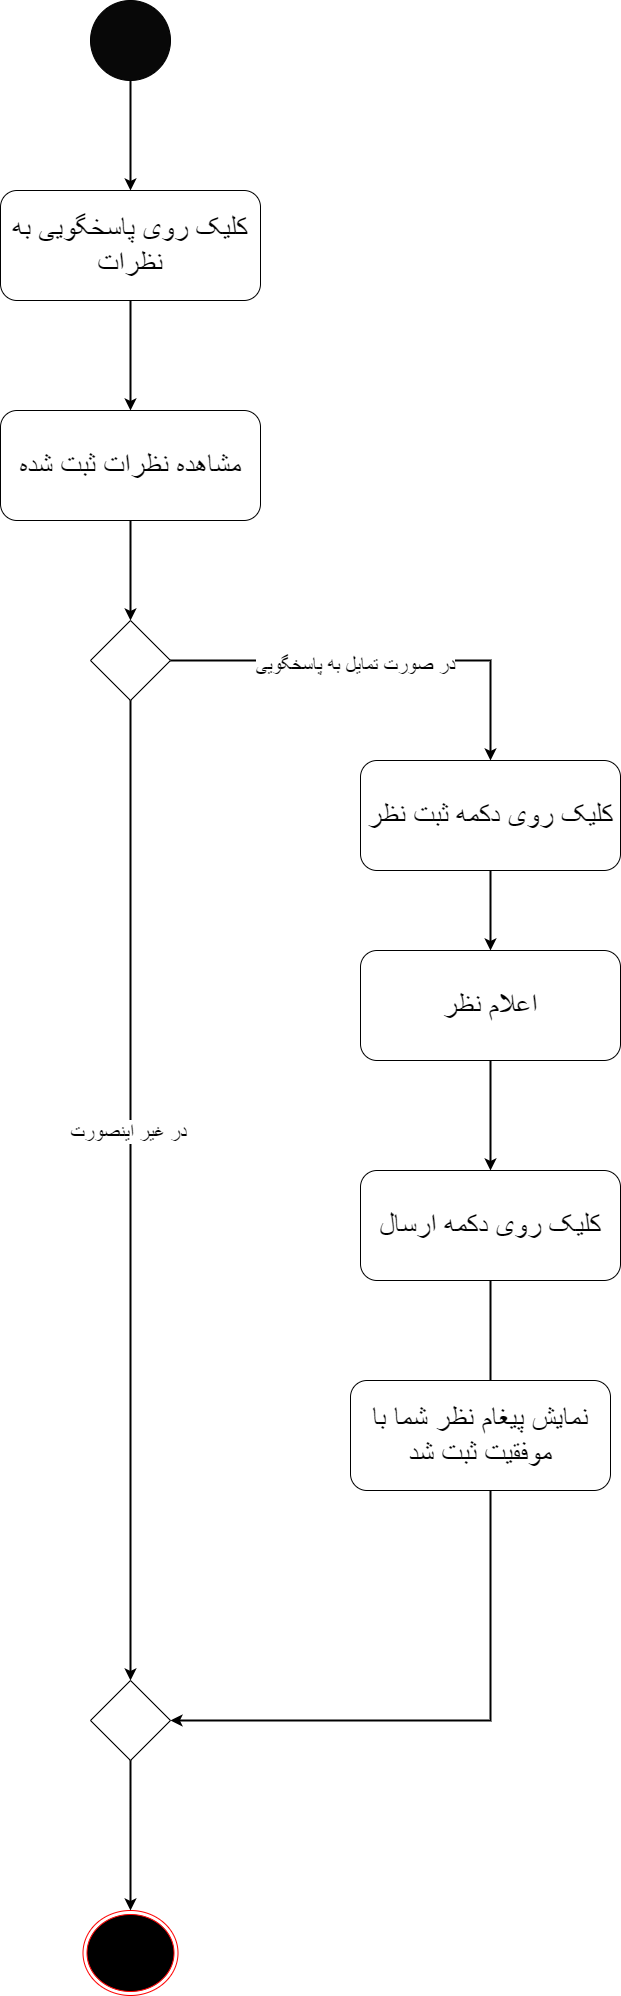 کلیک روی پاسخگویی به
نظرات
مشاهده نظرات ثبت شده
در صورت تمایل به پاسخگویی
کلیک روی دکمه ثبت نظر
اعلام نظر
در غیر اینصورت
کلیک روی دکمه ارسال
نمایش پیغام نظر شما با
موفقیت ثبت شد